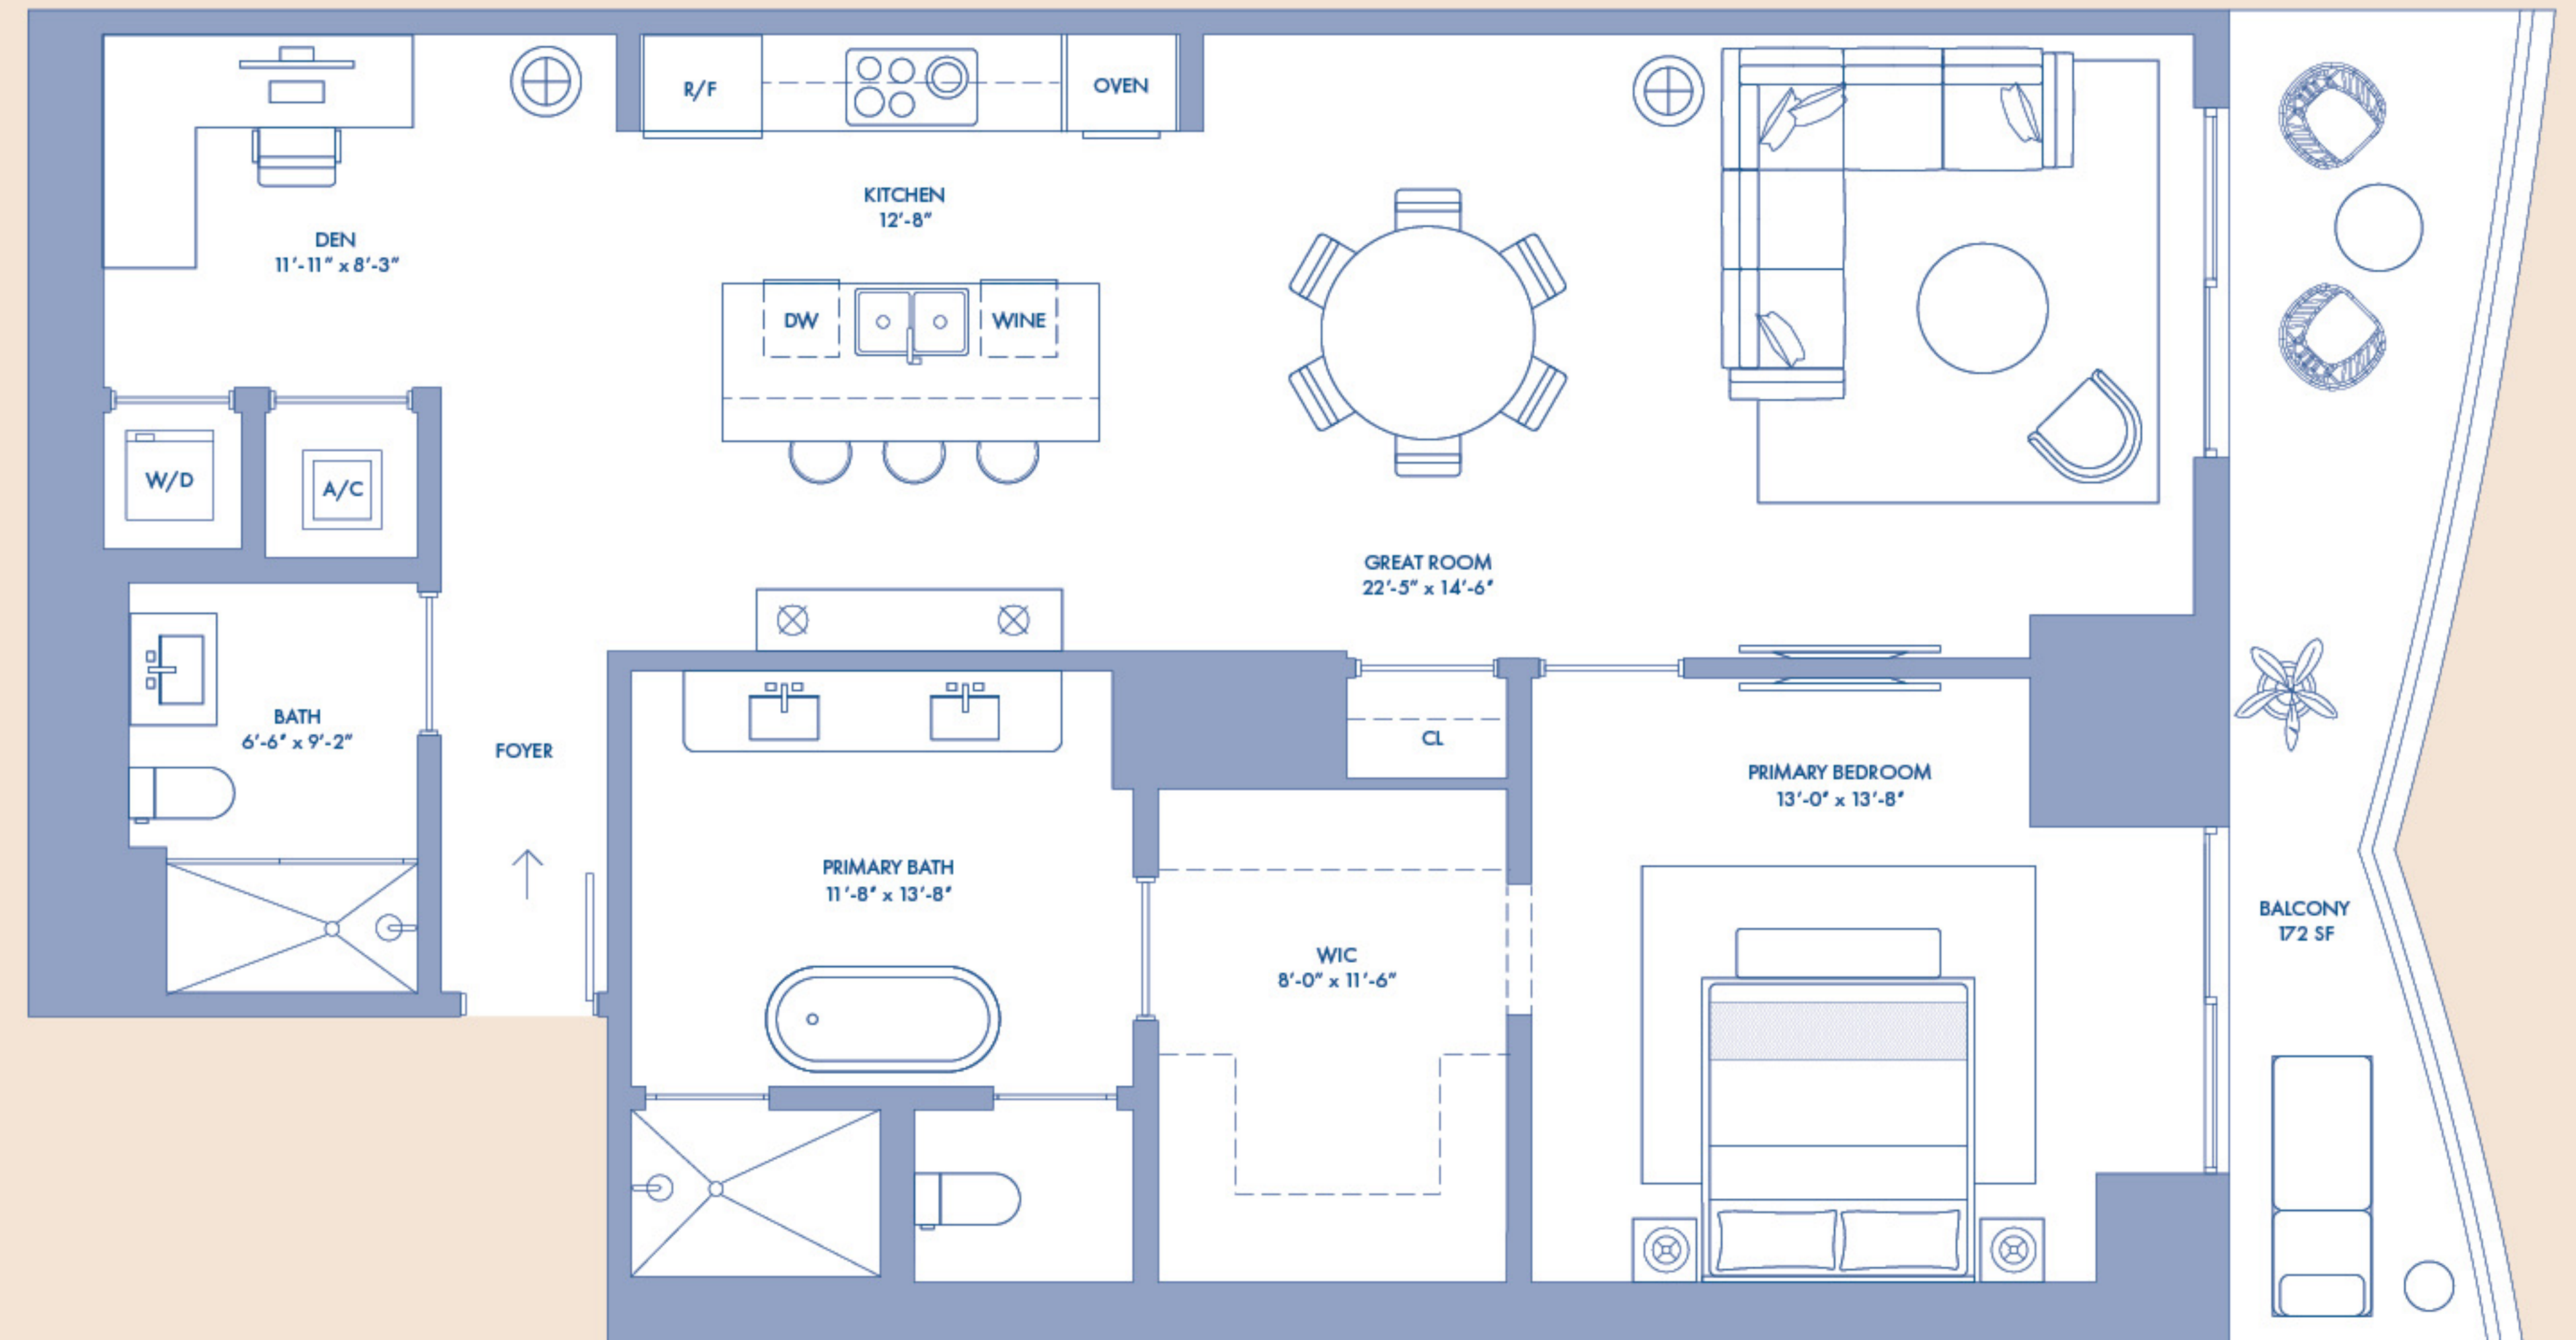 R/F
OVEN
KITCHEN
12'-8"
DEN
11'-11" x 8'-3"
DW
WINE
W/D
A/C
GREAT ROOM
22'-5" x 14'-6"
BATH
6'-6" x 9'-2"
FOYER
CL
PRIMARY BEDROOM
13'-0" x 13'-8"
PRIMARY BATH
11'-8" x 13'-8"
WIC
8'-0" x 11'-6"
BALCONY
172 SF